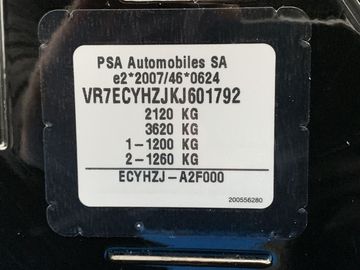 PSA Automobiles SA
e2*2007/46*0624
VR7ECYHZJKJ601792
2120 KG
3620 KG
1-1200 KG
2-1260 KG
ECYHZJ-A2F000
200556280